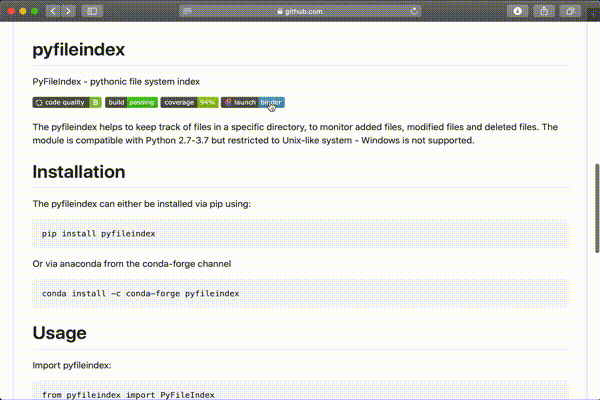 github.com
pyfileindex
PyFileIndex - pythonic file system index
code quality B build passing coverage 94% launch binder
The pyfileindex helps to keep track of files in a specific directory, to monitor added files, modified files and deleted files. The
module is compatible with Python 2.7-3.7 but restricted to Unix-like system - Windows is not supported.
Installation
The pyfileindex can either be installed via pip using:
pip install pyfileindex
Or via anaconda from the conda-forge channel
conda install -c conda-forge pyfileindex
Usage
Import pyfileindex:
from pyfileindex import PyFileIndex